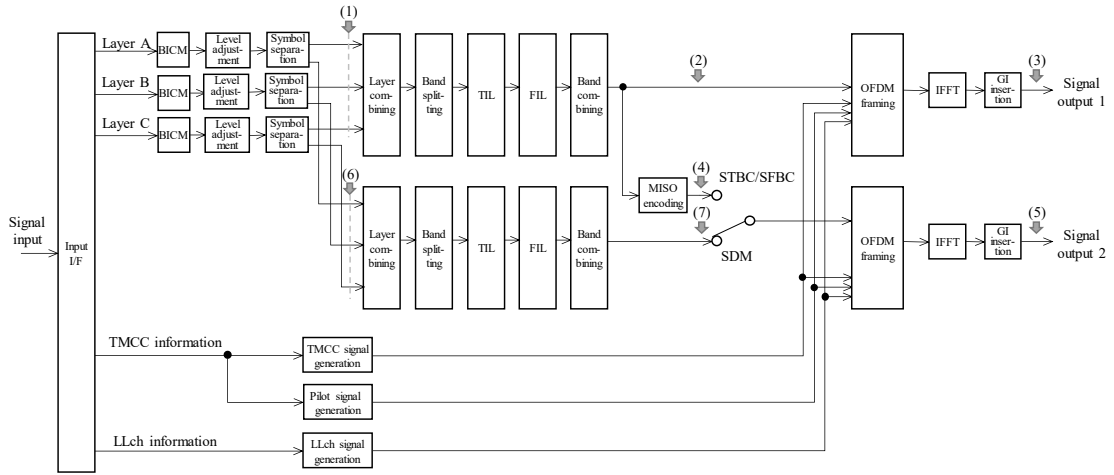 (1)
Layer A
BICM
Level
adjust-
ment
Symbol
separa-
tion
Layer B
BICM
Level
adjust-
ment
Symbol
separa-
tion
Layer C
BICM
Level
adjust-
ment
Symbol
separa-
tion
Layer
com-
bining
Band
split-
ting
TIL
FIL
Band
com-
bining
(2)
OFDM
framing
IFFT
GI
inser-
tion
(3)
Signal
output 1
(6)
(4)
MISO
encoding
STBC/SFBC
(7)
SDM
Signal
input
Input
I/F
Layer
com-
bining
Band
split-
ting
TIL
FIL
Band
com-
bining
OFDM
framing
IFFT
GI
inser-
tion
(5)
Signal
output 2
TMCC information
TMCC signal
generation
Pilot signal
generation
LLch information
LLch signal
generation